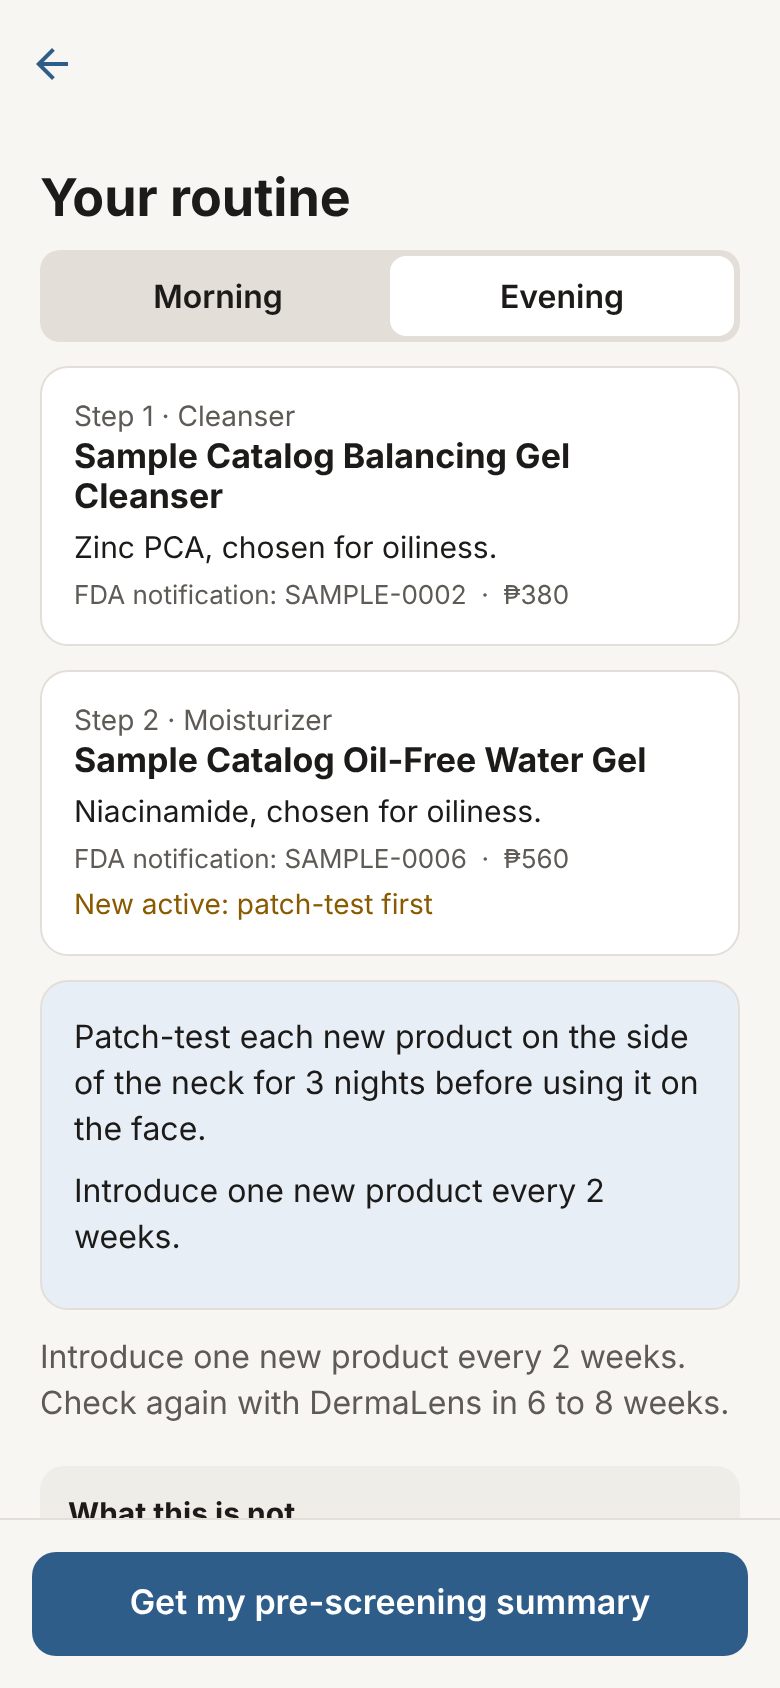 Your routine
Morning
Evening
Step 1 · Cleanser
Sample Catalog Balancing Gel
Cleanser
Zinc PCA, chosen for oiliness.
FDA notification: SAMPLE-0002 · ₱380
Step 2 · Moisturizer
Sample Catalog Oil-Free Water Gel
Niacinamide, chosen for oiliness.
FDA notification: SAMPLE-0006 · ₱560
New active: patch-test first
Patch-test each new product on the side
of the neck for 3 nights before using it on
the face.
Introduce one new product every 2
weeks.
Introduce one new product every 2 weeks.
Check again with DermaLens in 6 to 8 weeks.
What this is not
Get my pre-screening summary